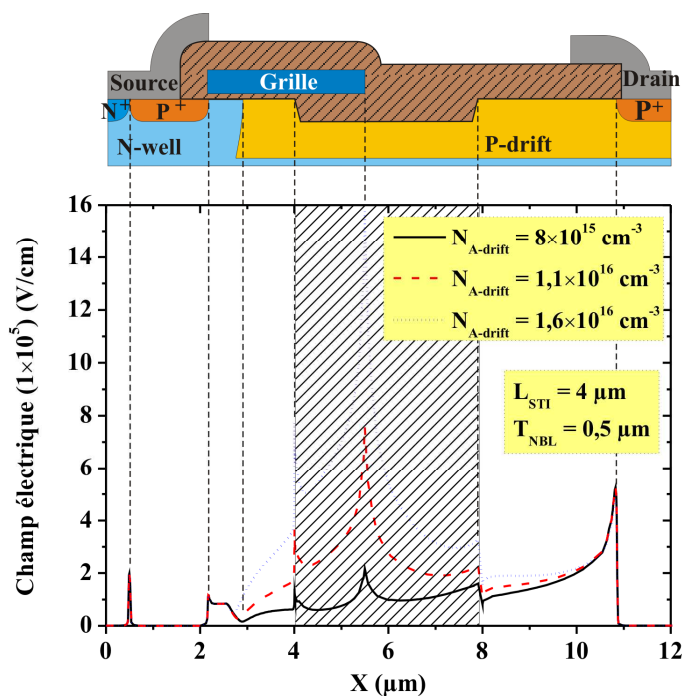 Source
Grille
Drain
N+
P+
P+
N-well
P-drift
16
14
12
10
8
6
4
2
0
Champ électrique (1×10⁵) (V/cm)
N_A-drift = 8×10¹⁵ cm⁻³
N_A-drift = 1,1×10¹⁶ cm⁻³
N_A-drift = 1,6×10¹⁶ cm⁻³
L_STI = 4 µm
T_NBL = 0,5 µm
0 2 4 6 8 10 12
X (µm)